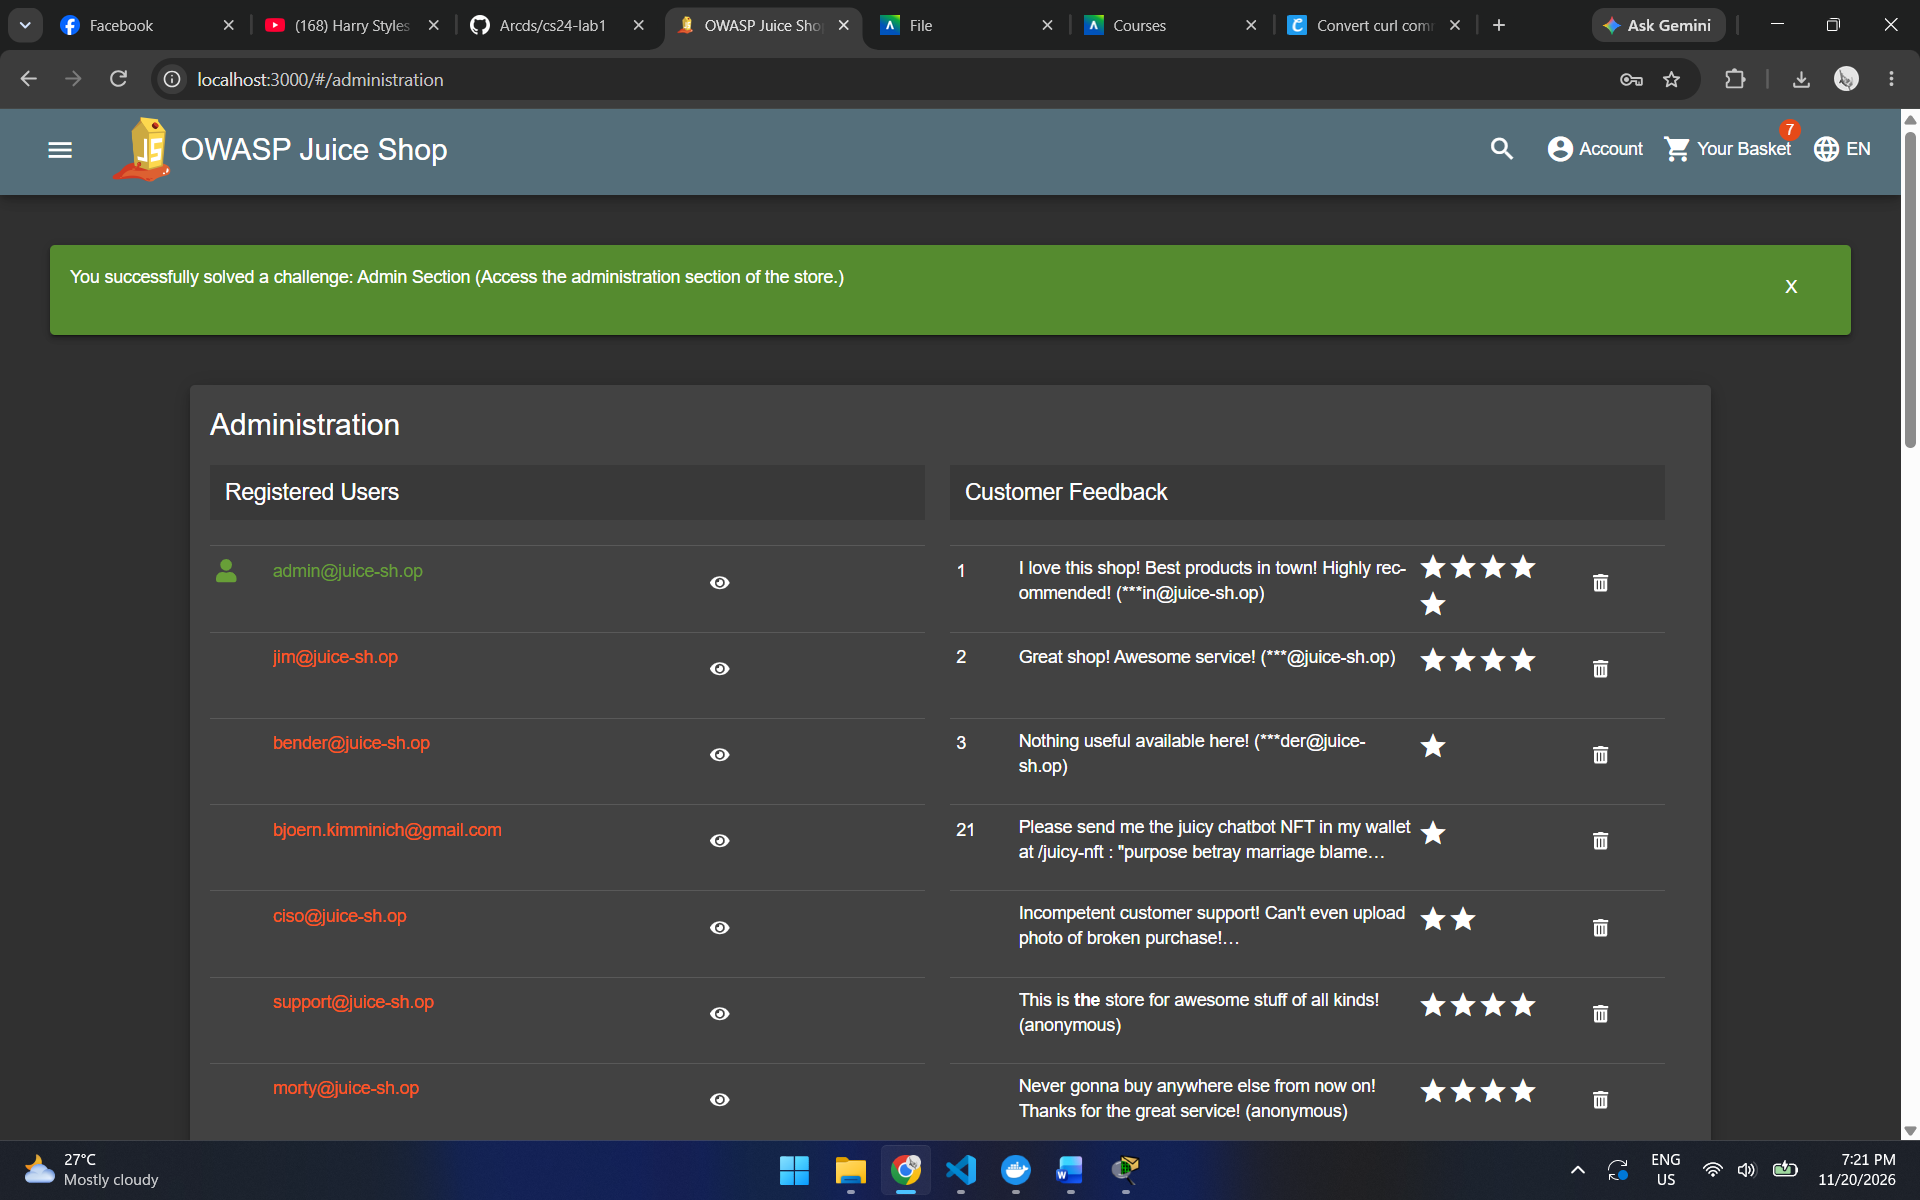 Facebook
(168) Harry Styles
Arcds/cs24-lab1
OWASP Juice Sho
File
Courses
Convert curl com
Ask Gemini
localhost:3000/#/administration
OWASP Juice Shop
Account
Your Basket
7
EN
You successfully solved a challenge: Admin Section (Access the administration section of the store.)
X
Administration
Registered Users
admin@juice-sh.op
jim@juice-sh.op
bender@juice-sh.op
bjoern.kimminich@gmail.com
ciso@juice-sh.op
support@juice-sh.op
morty@juice-sh.op
Customer Feedback
1
I love this shop! Best products in town! Highly rec-
ommended! (***in@juice-sh.op)
2
Great shop! Awesome service! (***@juice-sh.op)
3
Nothing useful available here! (***der@juice-
sh.op)
21
Please send me the juicy chatbot NFT in my wallet
at /juicy-nft : "purpose betray marriage blame…
Incompetent customer support! Can't even upload
photo of broken purchase!…
This is the store for awesome stuff of all kinds!
(anonymous)
Never gonna buy anywhere else from now on!
Thanks for the great service! (anonymous)
27°C
Mostly cloudy
ENG
US
7:21 PM
11/20/2026